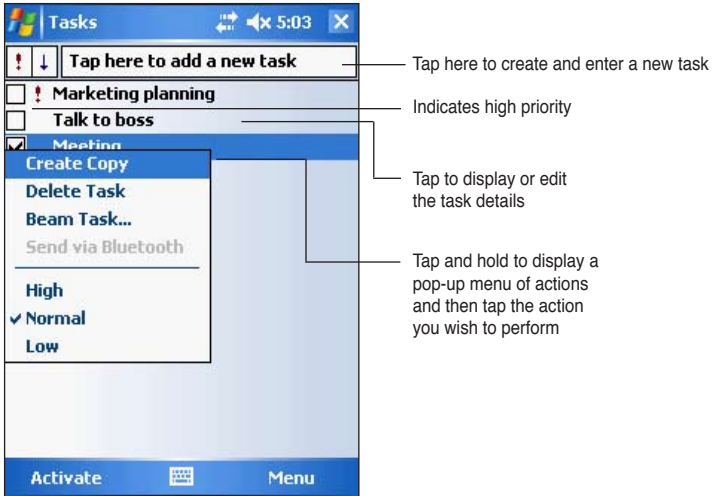 Tasks 5:03
! ↓ Tap here to add a new task
Tap here to create and enter a new task
! Marketing planning
Indicates high priority
Talk to boss
Meeting
Tap to display or edit
the task details
Create Copy
Delete Task
Beam Task...
Send via Bluetooth
High
Normal
Low
Tap and hold to display a
pop-up menu of actions
and then tap the action
you wish to perform
Activate Menu